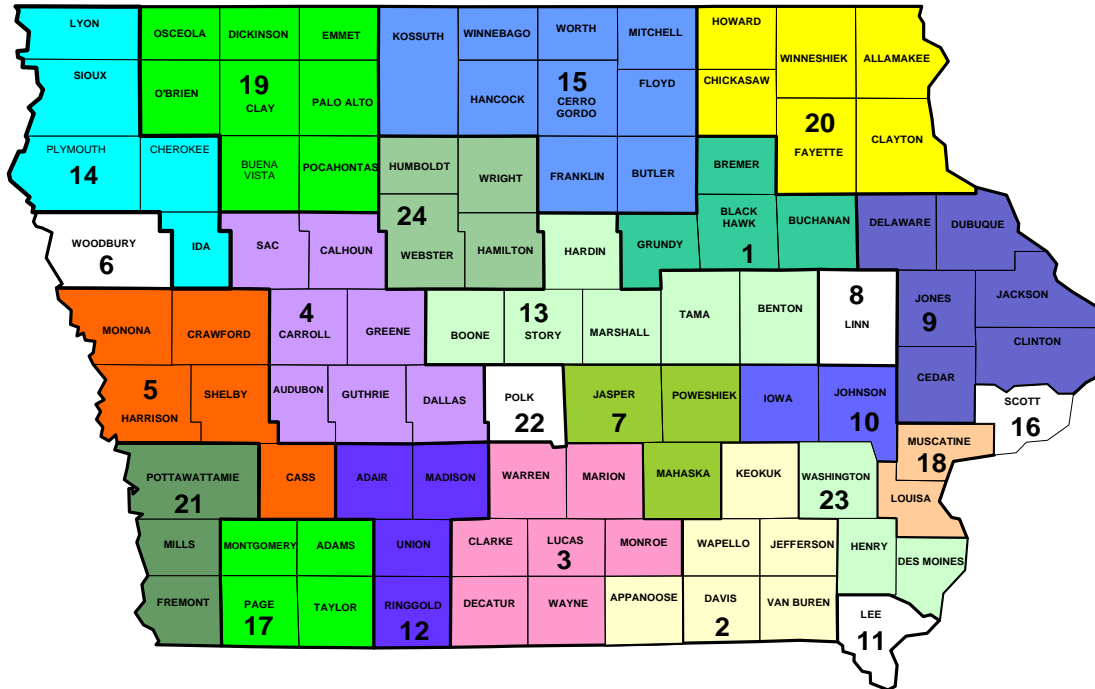 LYON
OSCEOLA
DICKINSON
EMMET
KOSSUTH
WINNEBAGO
WORTH
MITCHELL
HOWARD
WINNESHIEK
ALLAMAKEE
SIOUX
O'BRIEN
19
CLAY
PALO ALTO
HANCOCK
15
CERRO
GORDO
FLOYD
CHICKASAW
20
FAYETTE
CLAYTON
PLYMOUTH
14
CHEROKEE
BUENA
VISTA
POCAHONTAS
HUMBOLDT
WRIGHT
FRANKLIN
BUTLER
BREMER
WOODBURY
6
IDA
SAC
CALHOUN
24
WEBSTER
HAMILTON
HARDIN
GRUNDY
BLACK
HAWK
1
BUCHANAN
DELAWARE
DUBUQUE
MONONA
CRAWFORD
4
CARROLL
GREENE
BOONE
13
STORY
MARSHALL
TAMA
BENTON
8
LINN
JONES
9
JACKSON
CLINTON
5
HARRISON
SHELBY
AUDUBON
GUTHRIE
DALLAS
POLK
22
JASPER
7
POWESHIEK
IOWA
JOHNSON
10
CEDAR
SCOTT
16
POTTAWATTAMIE
21
CASS
ADAIR
MADISON
WARREN
MARION
MAHASKA
KEOKUK
WASHINGTON
23
MUSCATINE
18
LOUISA
MILLS
MONTGOMERY
ADAMS
UNION
CLARKE
LUCAS
3
MONROE
WAPELLO
JEFFERSON
HENRY
DES MOINES
FREMONT
PAGE
17
TAYLOR
RINGGOLD
12
DECATUR
WAYNE
APPANOOSE
DAVIS
2
VAN BUREN
LEE
11